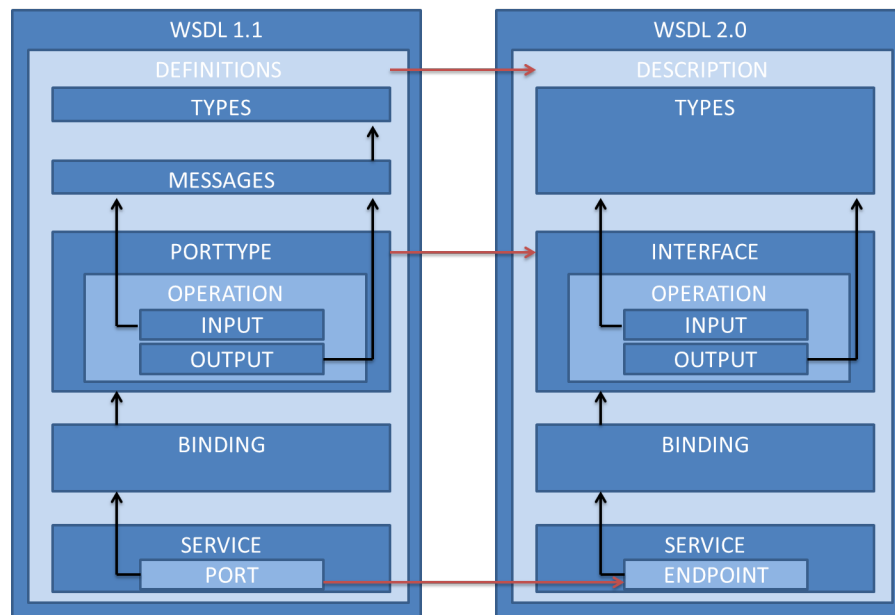 WSDL 1.1
DEFINITIONS
TYPES
MESSAGES
PORTTYPE
OPERATION
INPUT
OUTPUT
BINDING
SERVICE
PORT
WSDL 2.0
DESCRIPTION
TYPES
INTERFACE
OPERATION
INPUT
OUTPUT
BINDING
SERVICE
ENDPOINT